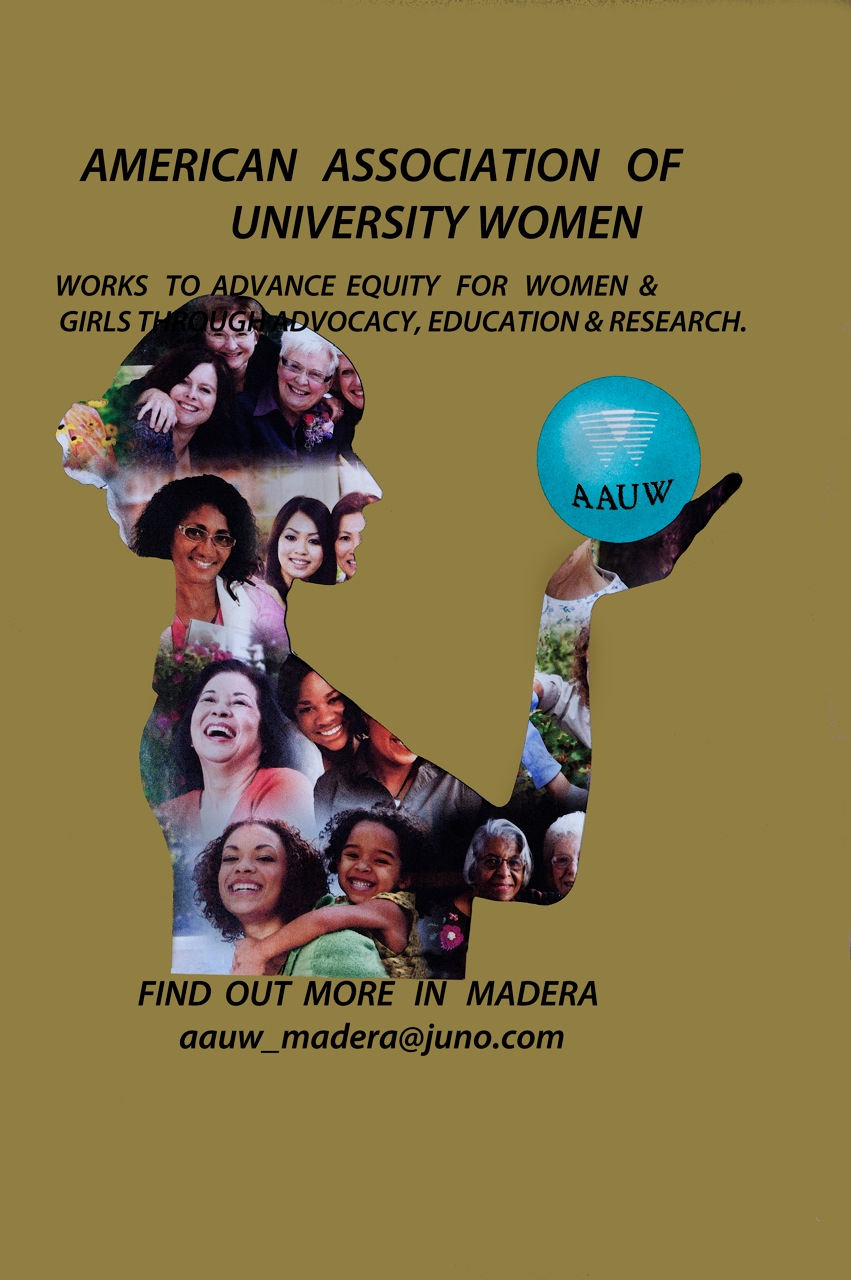 AMERICAN ASSOCIATION OF
UNIVERSITY WOMEN
WORKS TO ADVANCE EQUITY FOR WOMEN &
GIRLS THROUGH ADVOCACY, EDUCATION & RESEARCH.
AAUW
FIND OUT MORE IN MADERA
aauw_madera@juno.com